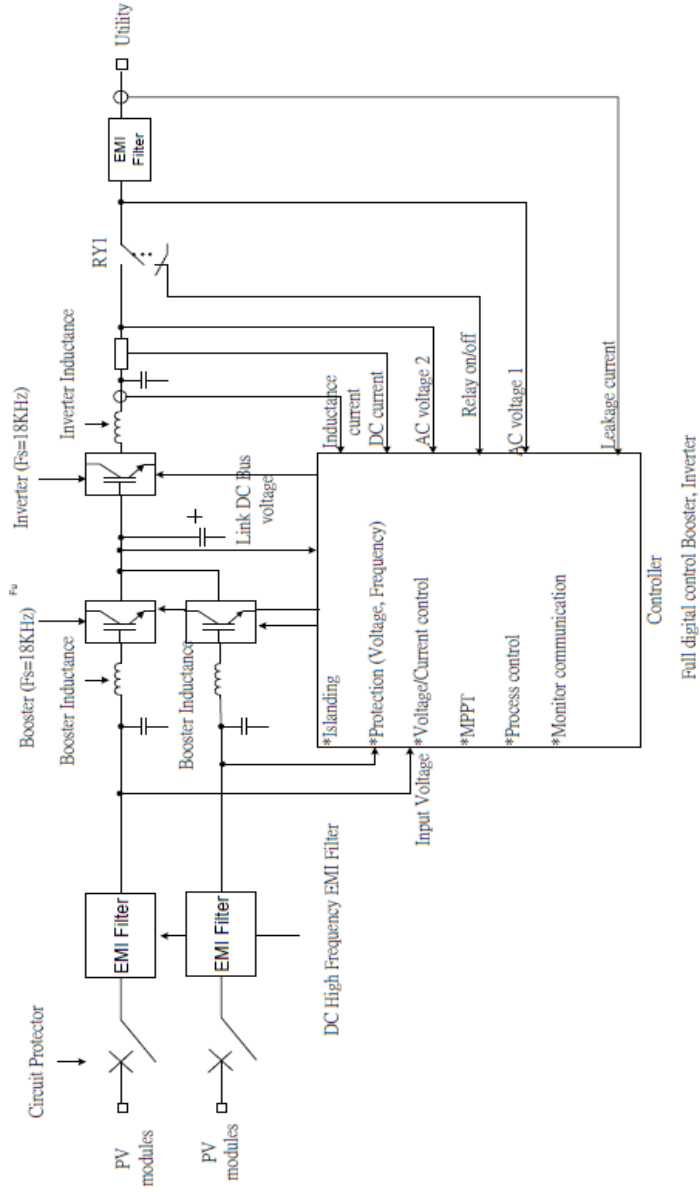 Circuit Protector
PV
modules
PV
modules
EMI Filter
EMI Filter
DC High Frequency EMI Filter
Booster (Fs=18KHz)
Fu
Booster Inductance
Booster Inductance
Input Voltage
Inverter (Fs=18KHz)
Inverter Inductance
Link DC Bus
voltage
RY1
EMI
Filter
Utility
Inductance
current
DC current
AC voltage 2
Relay on/off
AC voltage 1
Leakage current
*Islanding
*Protection (Voltage, Frequency)
*Voltage/Current control
*MPPT
*Process control
*Monitor communication
Controller
Full digital control Booster, Inverter